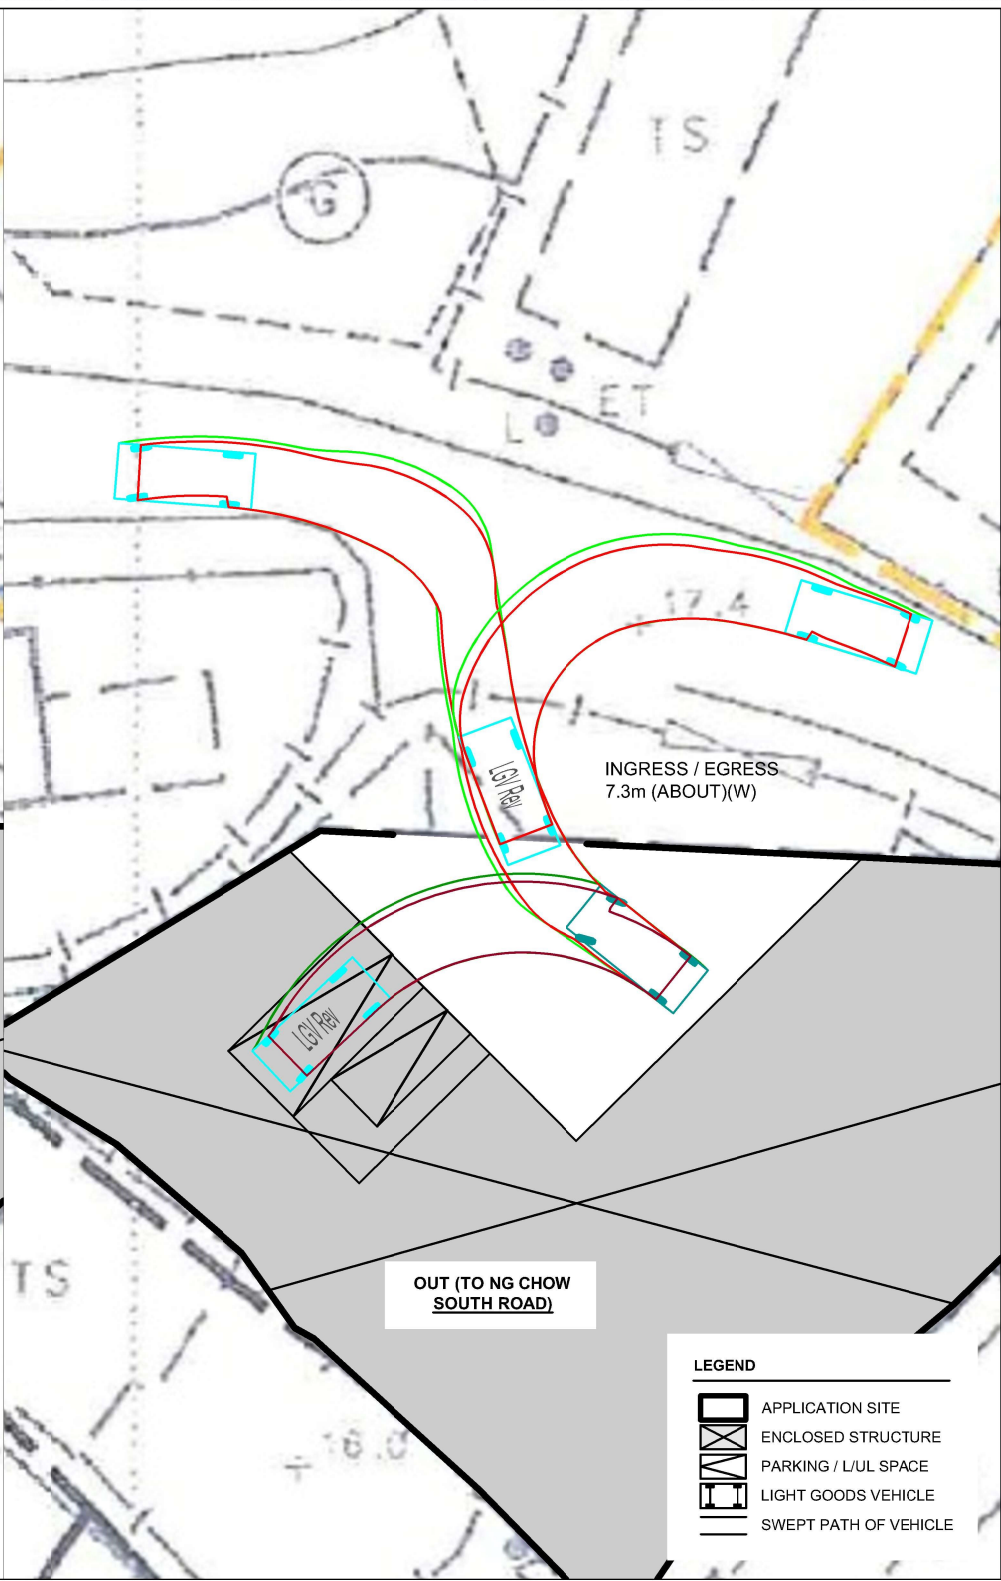 TS
G
ET
L
17.4
INGRESS / EGRESS
7.3m (ABOUT)(W)
LGV Rev
LGV Rev
TS
OUT (TO NG CHOW
SOUTH ROAD)
LEGEND
APPLICATION SITE
ENCLOSED STRUCTURE
PARKING / L/UL SPACE
LIGHT GOODS VEHICLE
SWEPT PATH OF VEHICLE